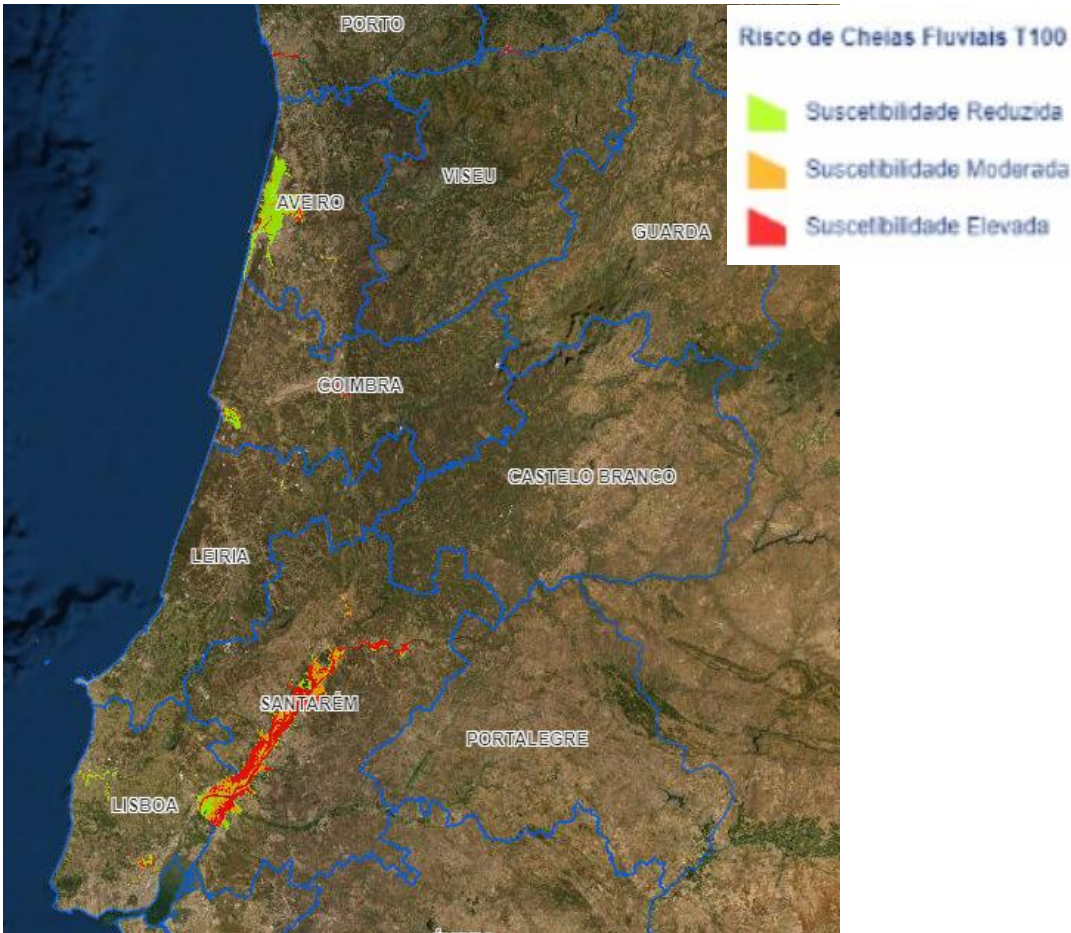 PORTO
Risco de Cheias Fluviais T100
Suscetibilidade Reduzida
Suscetibilidade Moderada
Suscetibilidade Elevada
VISEU
AVEIRO
GUARDA
COIMBRA
CASTELO BRANCO
LEIRIA
SANTARÉM
PORTALEGRE
LISBOA